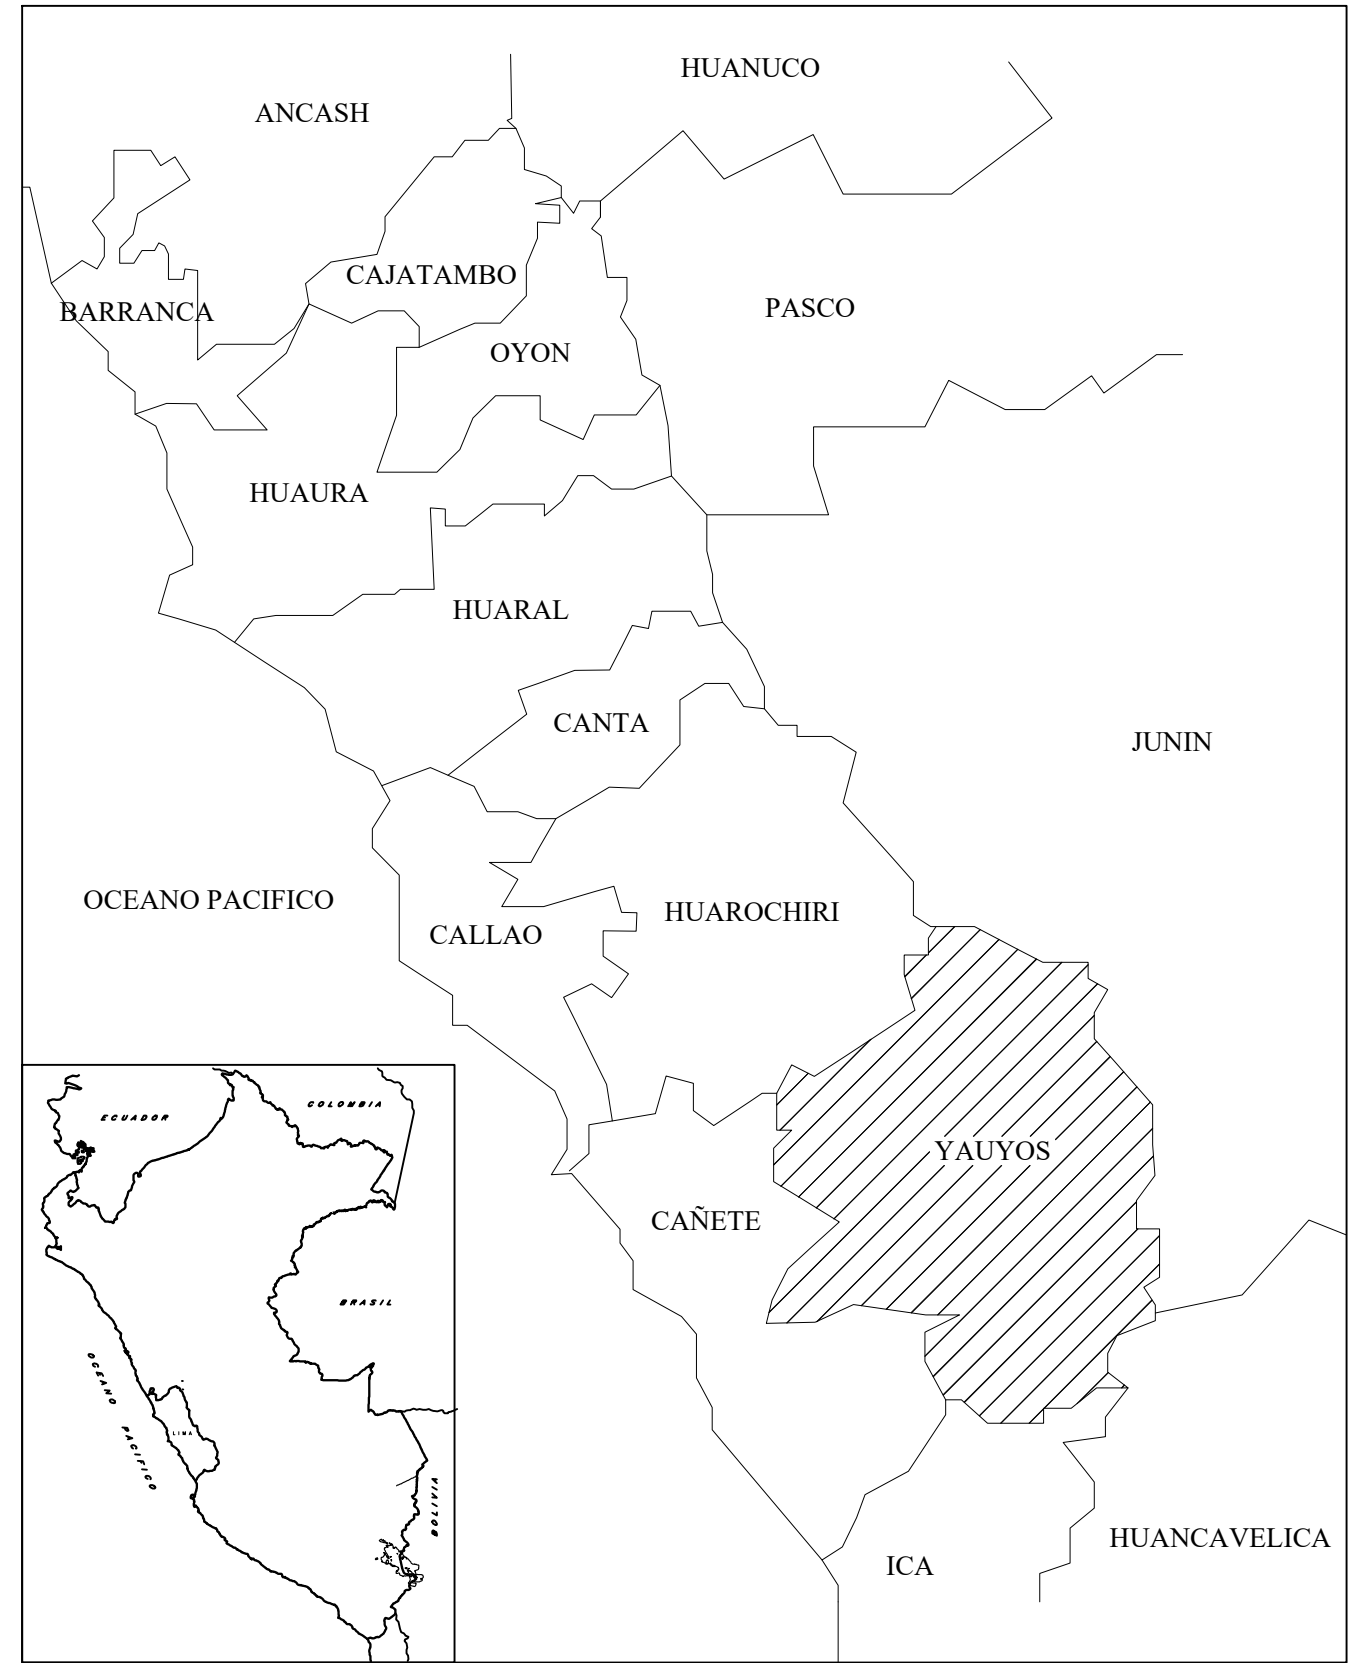 HUANUCO
ANCASH
CAJATAMBO
BARRANCA
PASCO
OYON
HUAURA
HUARAL
CANTA
JUNIN
OCEANO PACIFICO
HUAROCHIRI
CALLAO
YAUYOS
CAÑETE
ICA
HUANCAVELICA
ECUADOR
COLOMBIA
BRASIL
OCEANO PACIFICO
LIMA
BOLIVIA